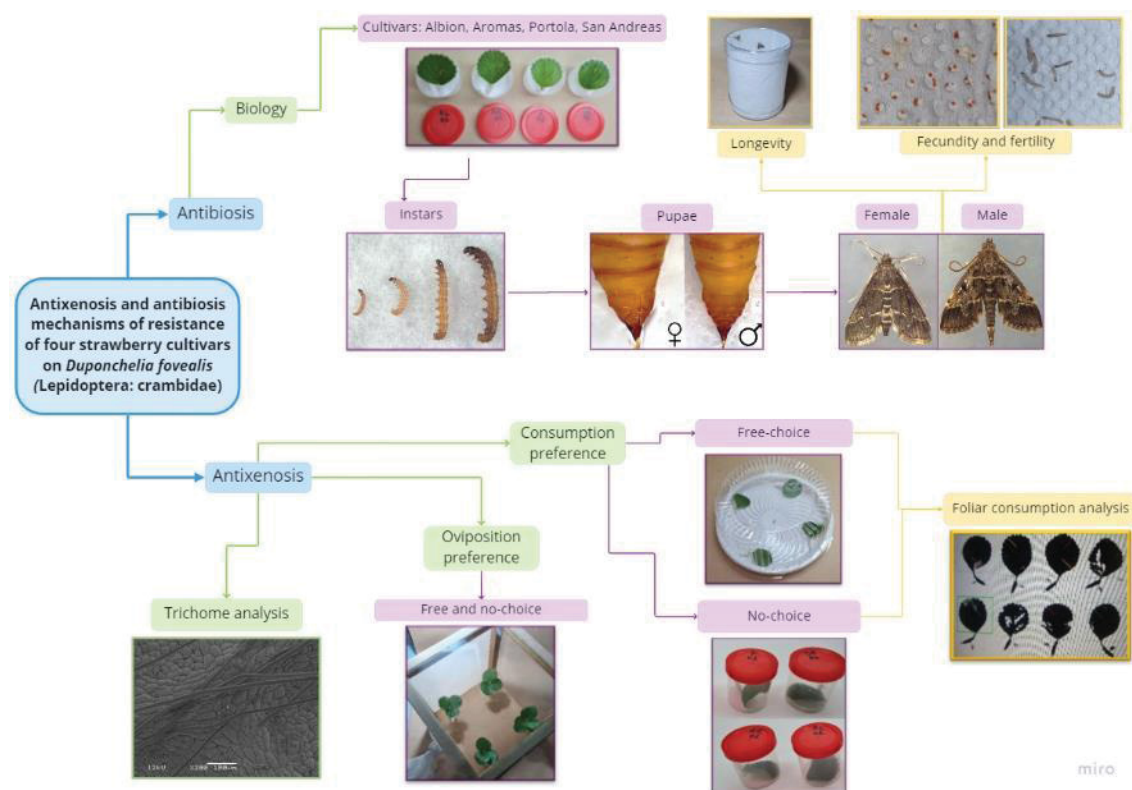 Cultivars: Albion, Aromas, Portola, San Andreas
Biology
Longevity
Fecundity and fertility
Antibiosis
Instars
Pupae
Female
Male
♀
♂
Antixenosis and antibiosis
mechanisms of resistance
of four strawberry cultivars
on Duponchelia fovealis
(Lepidoptera: crambidae)
Consumption
preference
Free-choice
Antixenosis
Foliar consumption analysis
Oviposition
preference
Trichome analysis
Free and no-choice
No-choice
miro